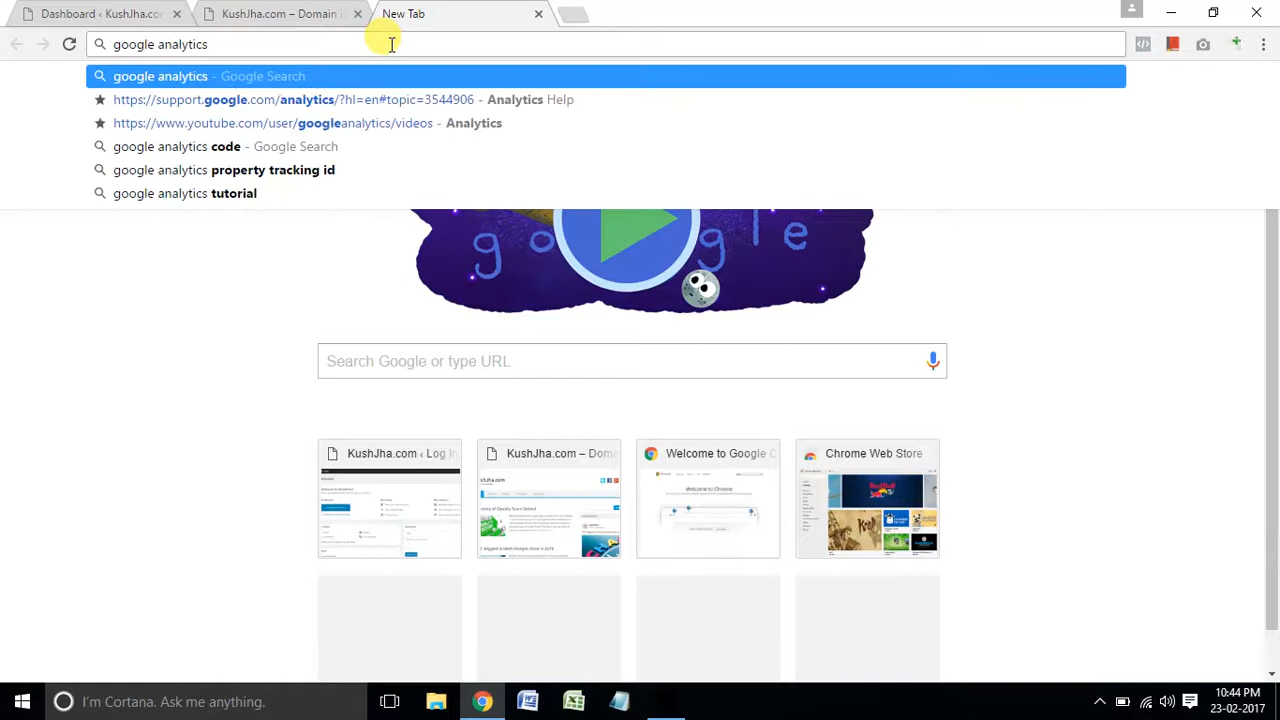 Dashboard ‹ KushJha.com
KushJha.com – Domain
New Tab
google analytics
google analytics - Google Search
https://support.google.com/analytics/?hl=en#topic=3544906 - Analytics Help
https://www.youtube.com/user/googleanalytics/videos - Analytics
google analytics code - Google Search
google analytics property tracking id
google analytics tutorial
g o g l e
Search Google or type URL
KushJha.com ‹ Log In
KushJha.com – Doma
Welcome to Google C
Chrome Web Store
I'm Cortana. Ask me anything.
10:44 PM
23-02-2017